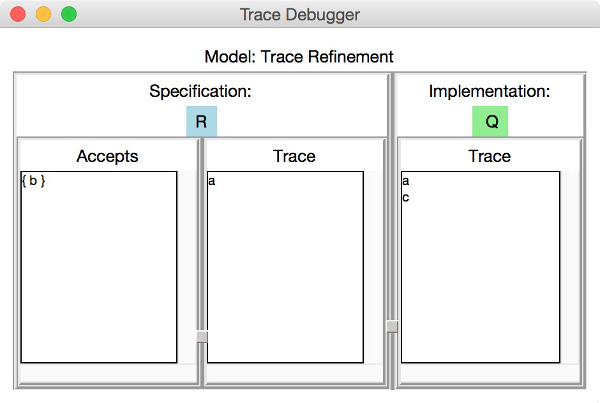 Trace Debugger
Model: Trace Refinement
Specification:
R
Implementation:
Q
Accepts
{ b }
Trace
a
Trace
a
c